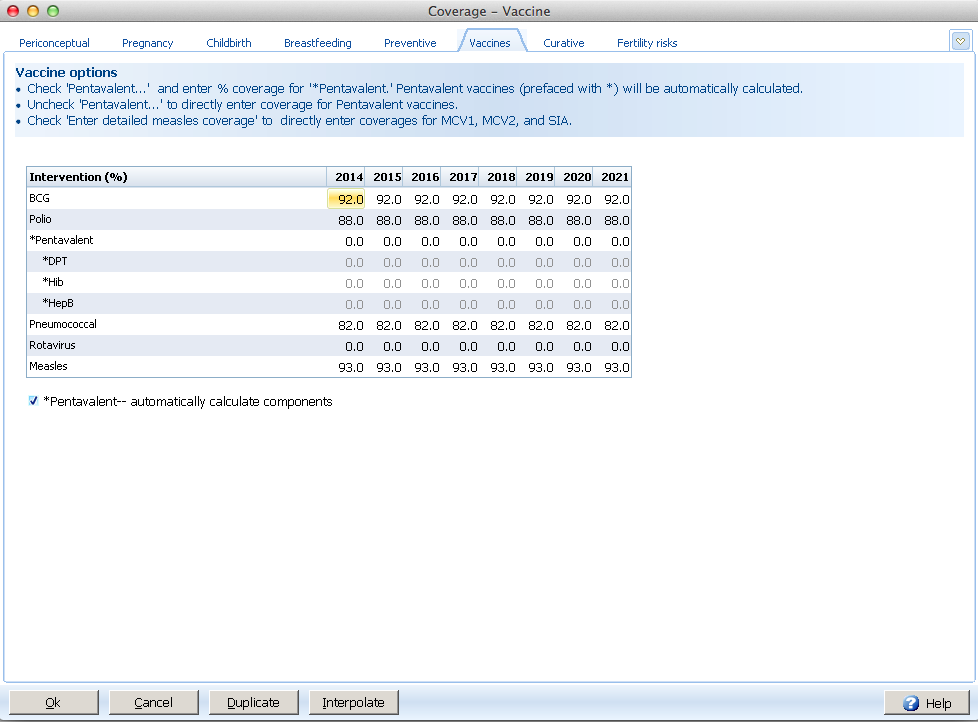 Coverage – Vaccine
Periconceptual Pregnancy Childbirth Breastfeeding Preventive Vaccines Curative Fertility risks
Vaccine options
• Check 'Pentavalent...'  and enter % coverage for '*Pentavalent.' Pentavalent vaccines (prefaced with *) will be automatically calculated.
• Uncheck 'Pentavalent...' to directly enter coverage for Pentavalent vaccines.
• Check 'Enter detailed measles coverage' to  directly enter coverages for MCV1, MCV2, and SIA.
Intervention (%) 2014 2015 2016 2017 2018 2019 2020 2021
BCG 92.0 92.0 92.0 92.0 92.0 92.0 92.0 92.0
Polio 88.0 88.0 88.0 88.0 88.0 88.0 88.0 88.0
*Pentavalent 0.0 0.0 0.0 0.0 0.0 0.0 0.0 0.0
*DPT 0.0 0.0 0.0 0.0 0.0 0.0 0.0 0.0
*Hib 0.0 0.0 0.0 0.0 0.0 0.0 0.0 0.0
*HepB 0.0 0.0 0.0 0.0 0.0 0.0 0.0 0.0
Pneumococcal 82.0 82.0 82.0 82.0 82.0 82.0 82.0 82.0
Rotavirus 0.0 0.0 0.0 0.0 0.0 0.0 0.0 0.0
Measles 93.0 93.0 93.0 93.0 93.0 93.0 93.0 93.0
*Pentavalent-- automatically calculate components
Ok Cancel Duplicate Interpolate ? Help